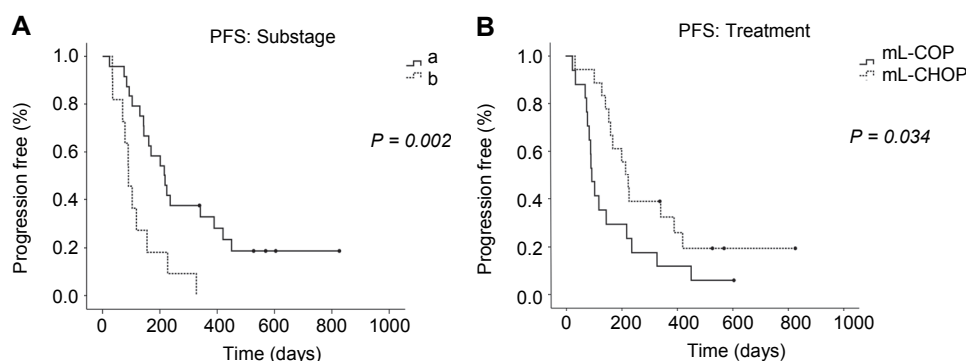 A
PFS: Substage
a
b
P = 0.002
Progression free (%)
1.0
0.8
0.6
0.4
0.2
0.0
0 200 400 600 800 1000
Time (days)
B
PFS: Treatment
mL-COP
mL-CHOP
P = 0.034
Progression free (%)
1.0
0.8
0.6
0.4
0.2
0.0
0 200 400 600 800 1000
Time (days)